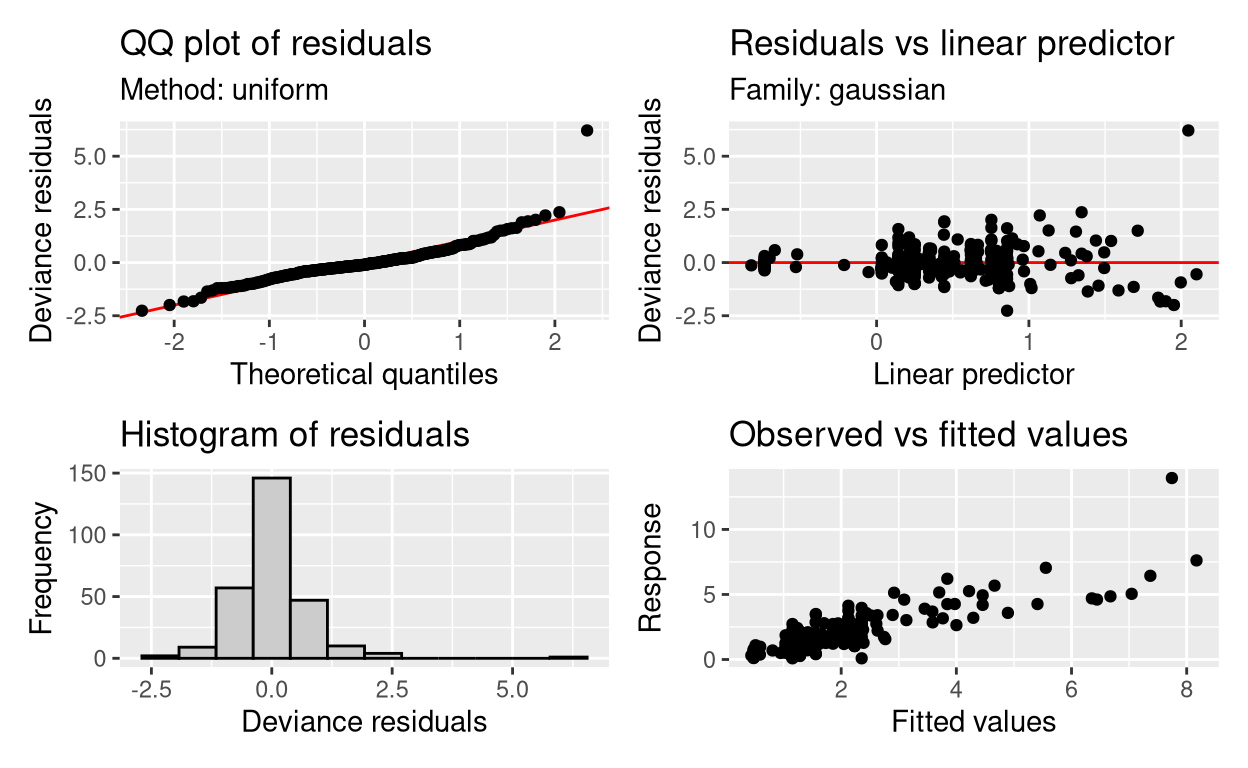 QQ plot of residuals
Method: uniform
Deviance residuals
5.0
2.5
0.0
-2.5
-2
-1
0
1
2
Theoretical quantiles
Residuals vs linear predictor
Family: gaussian
Deviance residuals
5.0
2.5
0.0
-2.5
0
1
2
Linear predictor
Histogram of residuals
Frequency
150
100
50
0
-2.5
0.0
2.5
5.0
Deviance residuals
Observed vs fitted values
Response
10
5
0
2
4
6
8
Fitted values